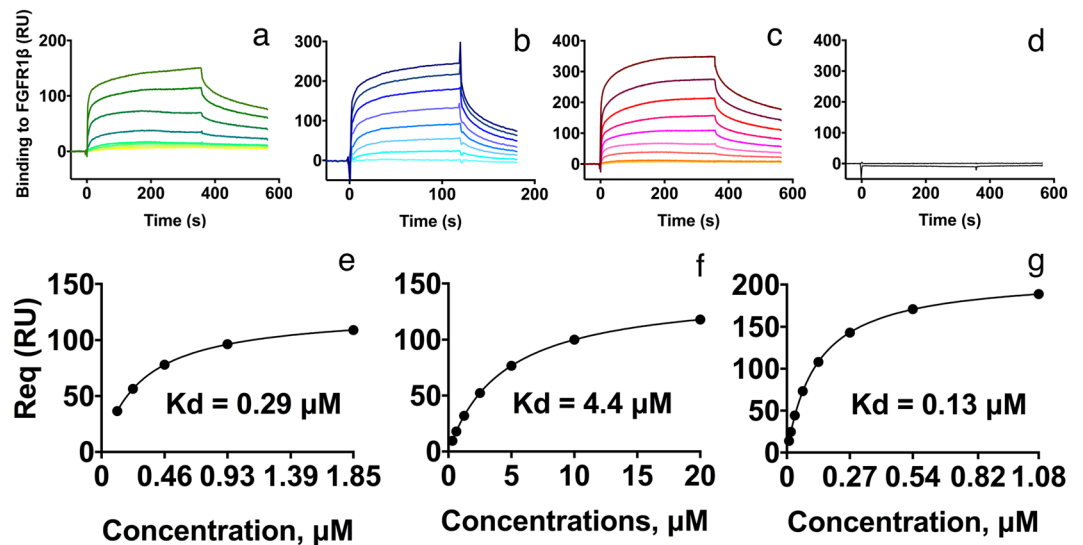 a
b
c
d
Binding to FGFR1β (RU)
200
100
0
0 200 400 600
Time (s)
300
200
100
0
0 100 200
Time (s)
400
300
200
100
0
0 200 400 600
Time (s)
400
300
200
100
0
0 200 400 600
Time (s)
e
f
g
Req (RU)
150
100
50
0
Kd = 0.29 µM
0 0.46 0.93 1.39 1.85
Concentration, µM
150
100
50
0
Kd = 4.4 µM
0 5 10 15 20
Concentrations, µM
200
150
100
50
0
Kd = 0.13 µM
0 0.27 0.54 0.82 1.08
Concentration, µM